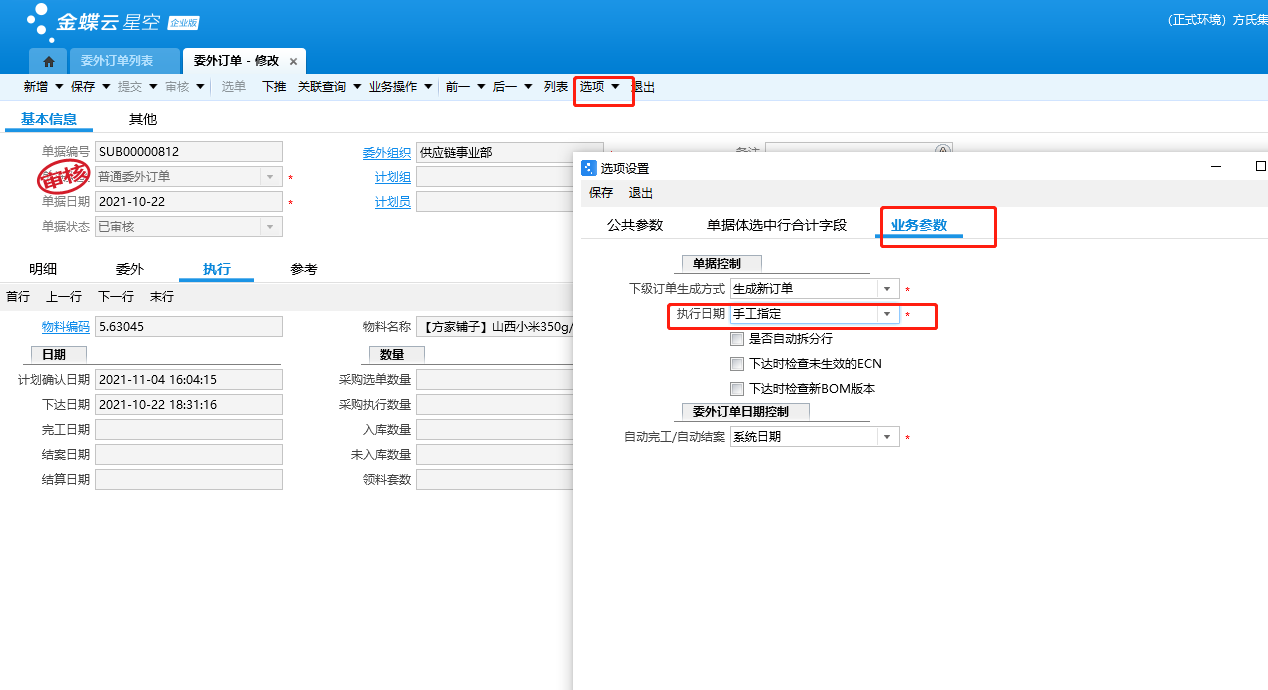 金蝶云 星空 企业版
(正式环境) 方氏集
委外订单列表 委外订单 - 修改 ×
新增 保存 提交 审核 选单 下推 关联查询 业务操作 前一 后一 列表 选项 退出
基本信息 其他
单据编号 SUB00000812 委外组织 供应链事业部 备注
普通委外订单 * 计划组
审核
单据日期 2021-10-22 * 计划员
单据状态 已审核
明细 委外 执行 参考
首行 上一行 下一行 末行
物料编码 5.63045 物料名称 【方家铺子】山西小米350g/
日期 数量
计划确认日期 2021-11-04 16:04:15 采购选单数量
下达日期 2021-10-22 18:31:16 采购执行数量
完工日期 入库数量
结案日期 未入库数量
结算日期 领料套数
选项设置
保存 退出
公共参数 单据体选中行合计字段 业务参数
单据控制
下级订单生成方式 生成新订单 *
执行日期 手工指定 *
是否自动拆分行
下达时检查未生效的ECN
下达时检查新BOM版本
委外订单日期控制
自动完工/自动结案 系统日期 *